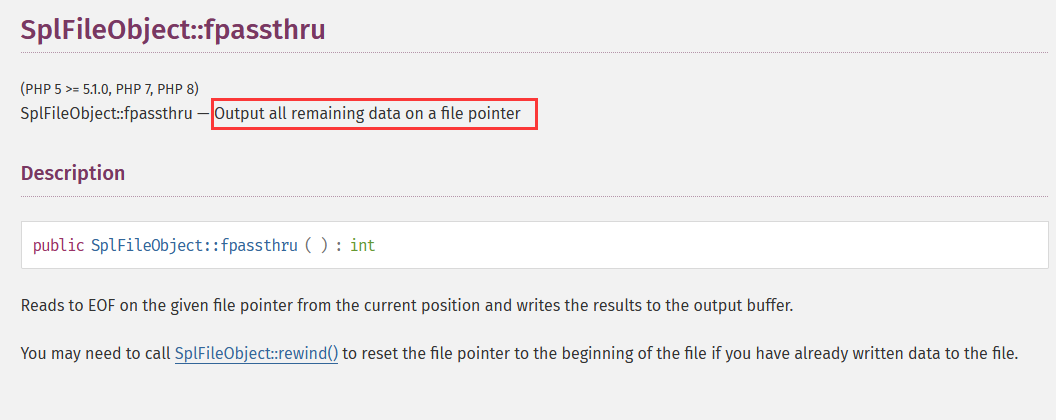 SplFileObject::fpassthru
(PHP 5 >= 5.1.0, PHP 7, PHP 8)
SplFileObject::fpassthru — Output all remaining data on a file pointer
Description
public SplFileObject::fpassthru ( ) : int
Reads to EOF on the given file pointer from the current position and writes the results to the output buffer.
You may need to call SplFileObject::rewind() to reset the file pointer to the beginning of the file if you have already written data to the file.